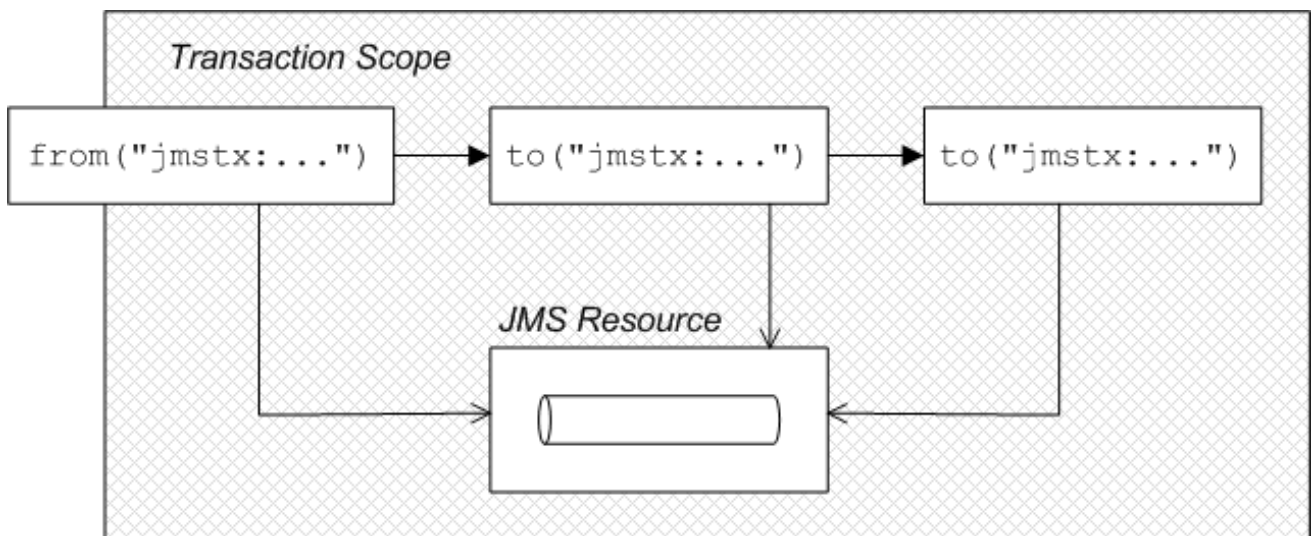 Transaction Scope
from("jmstx:...")
to("jmstx:...")
to("jmstx:...")
JMS Resource